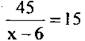 45/(x-6) = 15